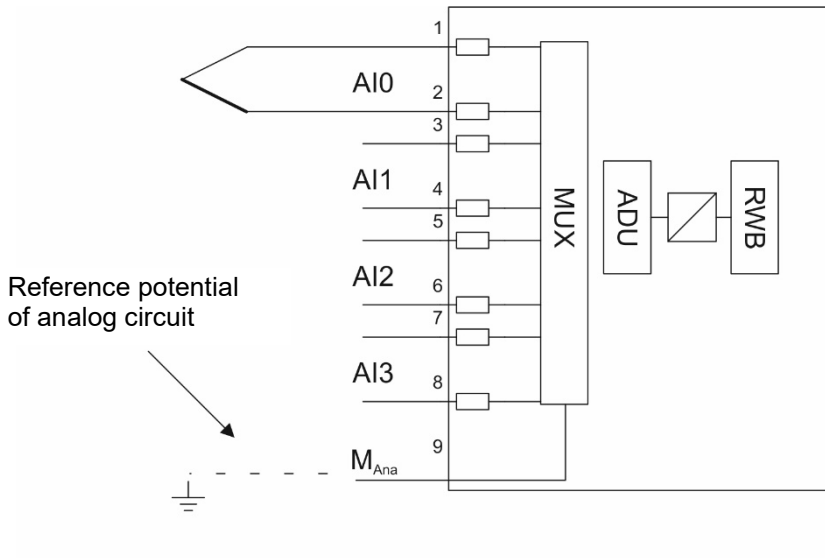 1
AI0
2
3
AI1
4
5
AI2
6
7
AI3
8
9
M_Ana
MUX
ADU
RWB
Reference potential
of analog circuit